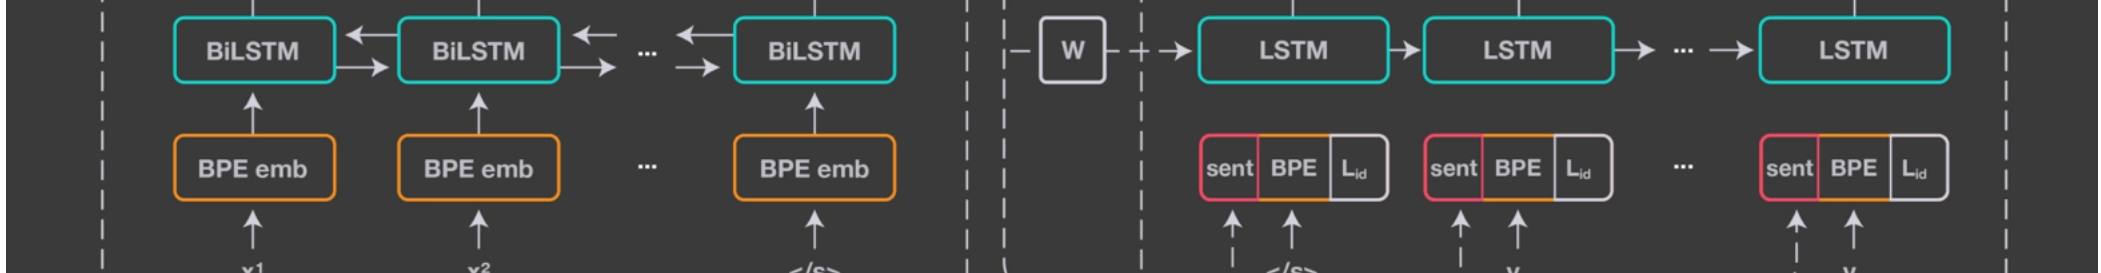 BiLSTM BiLSTM ... BiLSTM W LSTM LSTM ... LSTM
BPE emb BPE emb ... BPE emb sent BPE Lid sent BPE Lid ... sent BPE Lid